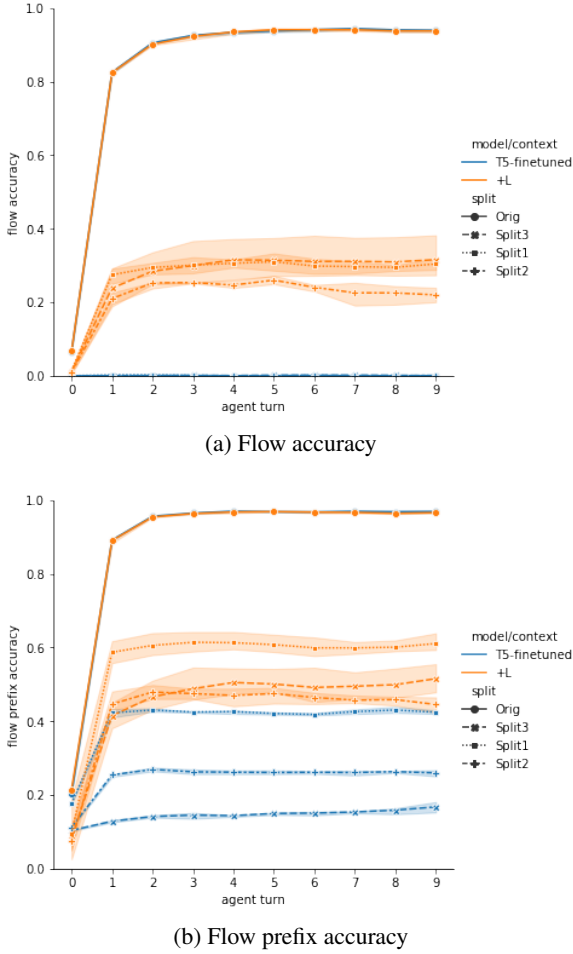 1.0
0.8
0.6
0.4
0.2
0.0
flow accuracy
0 1 2 3 4 5 6 7 8 9
agent turn
model/context
T5-finetuned
+L
split
Orig
Split3
Split1
Split2
(a) Flow accuracy
1.0
0.8
0.6
0.4
0.2
0.0
flow prefix accuracy
0 1 2 3 4 5 6 7 8 9
agent turn
model/context
T5-finetuned
+L
split
Orig
Split3
Split1
Split2
(b) Flow prefix accuracy